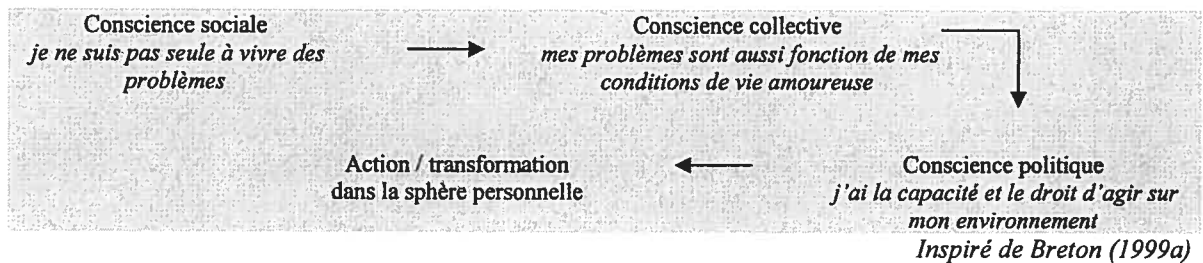 Conscience sociale
je ne suis pas seule à vivre des
problèmes
Conscience collective
mes problèmes sont aussi fonction de mes
conditions de vie amoureuse
Action / transformation
dans la sphère personnelle
Conscience politique
j'ai la capacité et le droit d'agir sur
mon environnement
Inspiré de Breton (1999a)